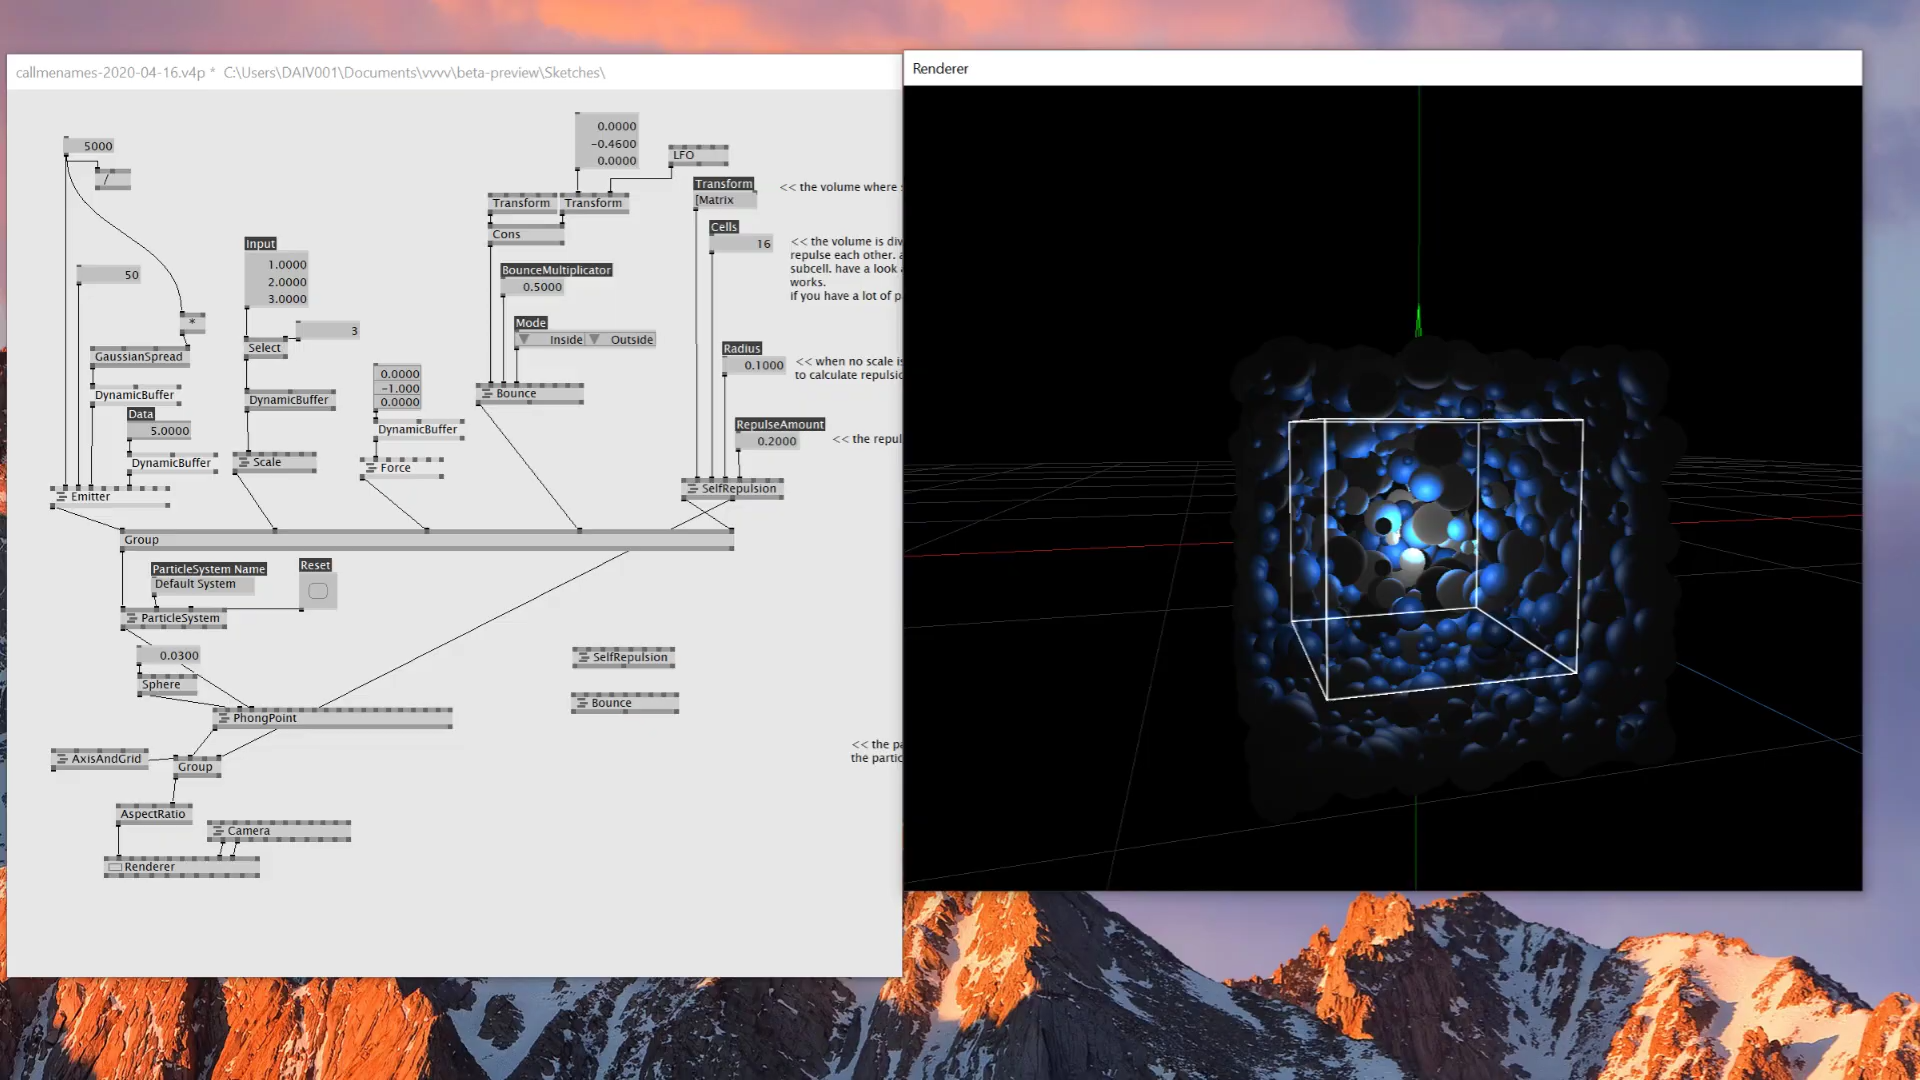 callmenames-2020-04-16.v4p * C:\Users\DAIV001\Documents\vvvv\beta-preview\Sketches\
Renderer
5000
/
50
*
GaussianSpread
DynamicBuffer
Data
5.0000
DynamicBuffer
Emitter
Input
1.0000
2.0000
3.0000
3
Select
DynamicBuffer
Scale
0.0000
-1.000
0.0000
DynamicBuffer
Force
0.0000
-0.4600
0.0000
LFO
Transform
Transform
Cons
BounceMultiplicator
0.5000
Mode
Inside
Outside
Bounce
Transform
[Matrix
<< the volume where
Cells
16
<< the volume is div
repulse each other.
subcell. have a look
works.
if you have a lot of p
Radius
0.1000
<< when no scale is
to calculate repulsi
RepulseAmount
0.2000
<< the repul
SelfRepulsion
Group
ParticleSystem Name
Default System
Reset
ParticleSystem
0.0300
Sphere
PhongPoint
SelfRepulsion
Bounce
<< the pa
the partic
AxisAndGrid
Group
AspectRatio
Camera
Renderer